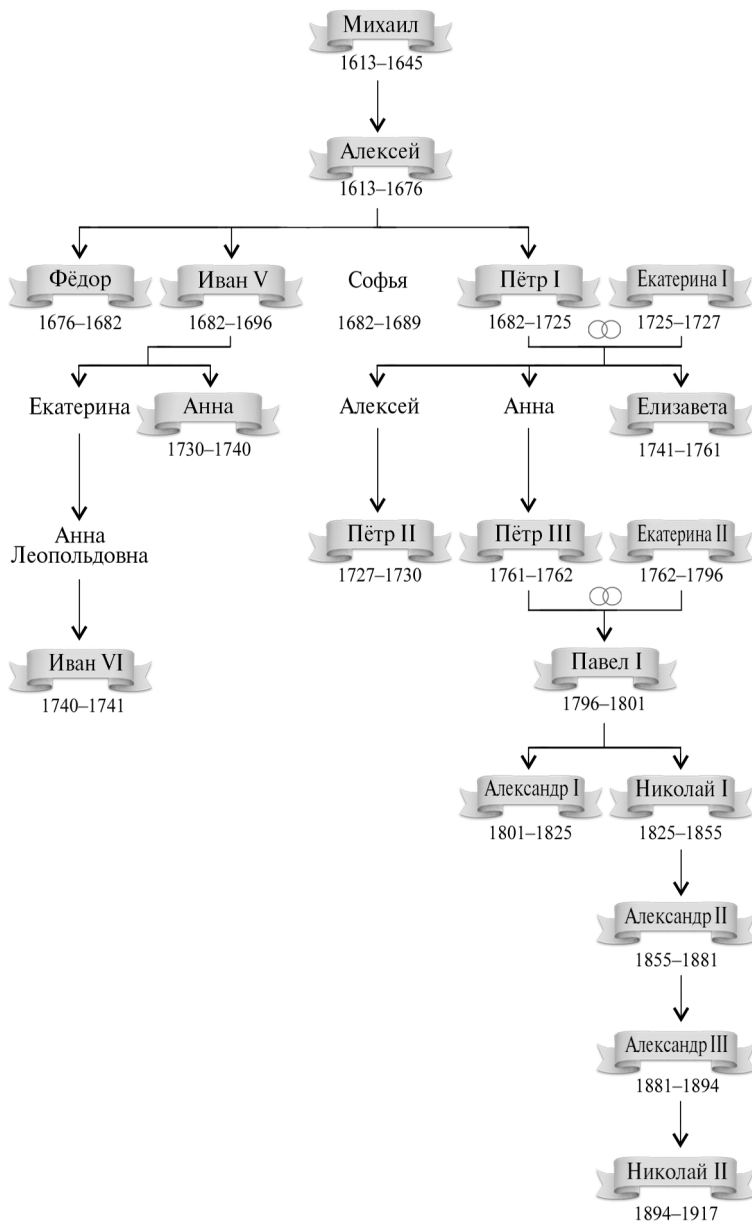 Михаил
1613–1645
Алексей
1613–1676
Фёдор
Иван V
Софья
Пётр I
Екатерина I
1676–1682
1682–1696
1682–1689
1682–1725
1725–1727
Екатерина
Анна
Алексей
Анна
Елизавета
1730–1740
1741–1761
Анна
Леопольдовна
Пётр II
Пётр III
Екатерина II
1727–1730
1761–1762
1762–1796
Иван VI
1740–1741
Павел I
1796–1801
Александр I
Николай I
1801–1825
1825–1855
Александр II
1855–1881
Александр III
1881–1894
Николай II
1894–1917